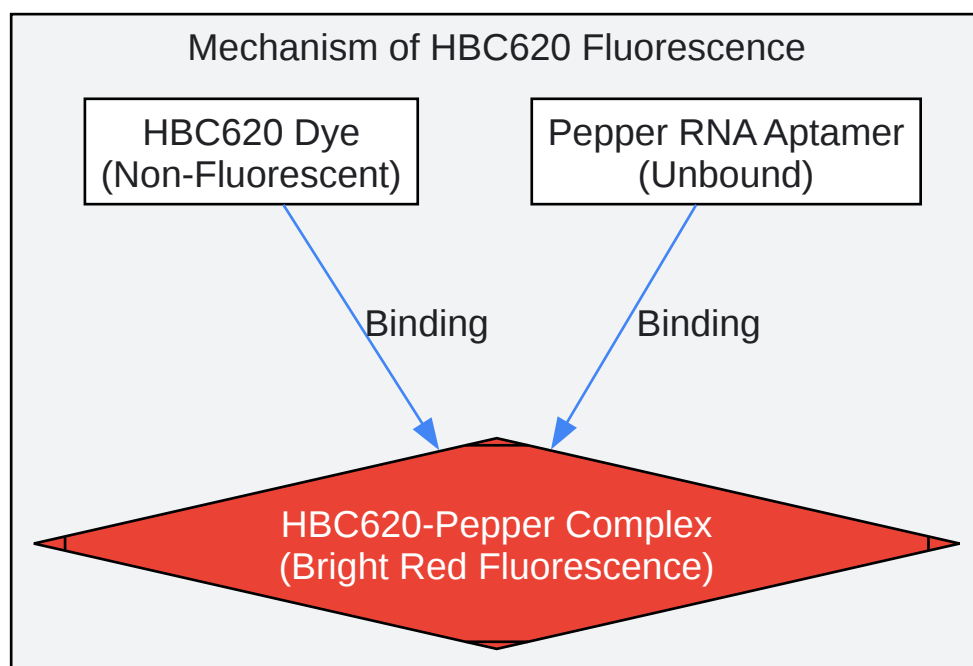 Mechanism of HBC620 Fluorescence
HBC620 Dye
(Non-Fluorescent)
Pepper RNA Aptamer
(Unbound)
Binding
Binding
HBC620-Pepper Complex
(Bright Red Fluorescence)